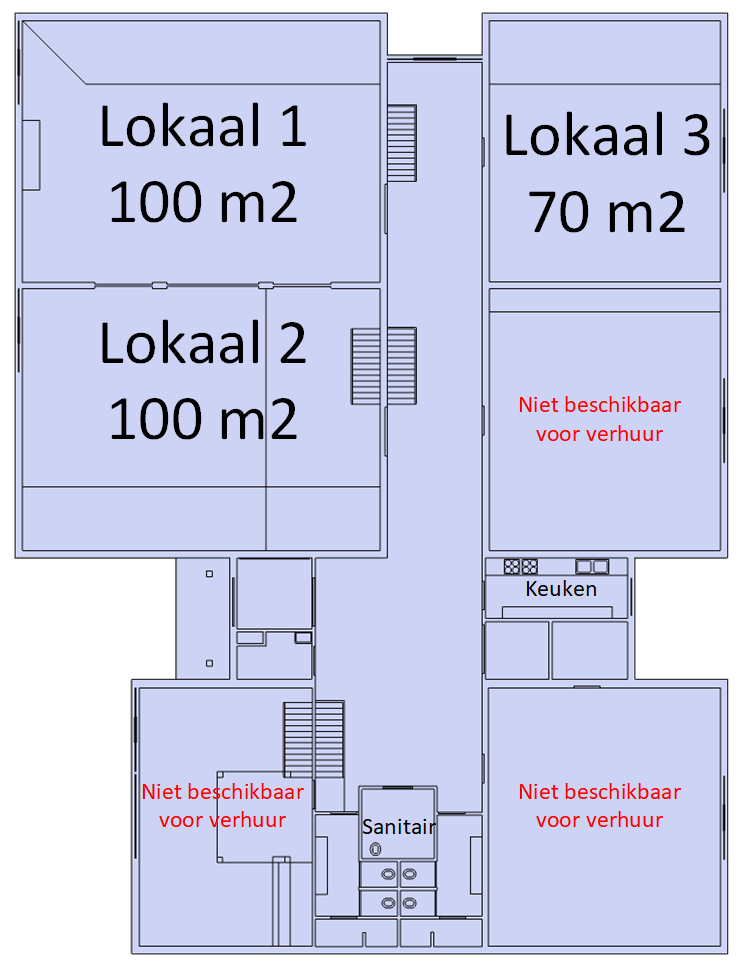 Lokaal 1
100 m2
Lokaal 3
70 m2
Lokaal 2
100 m2
Niet beschikbaar
voor verhuur
Keuken
Niet beschikbaar
voor verhuur
Sanitair
Niet beschikbaar
voor verhuur